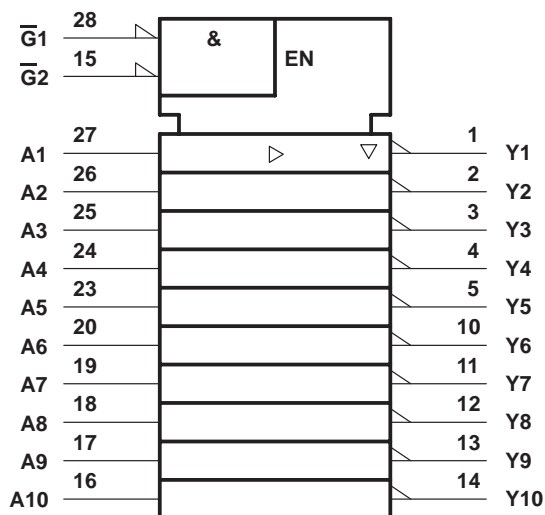 G̅1 28 &
G̅2 15 EN
A1 27 1 Y1
A2 26 2 Y2
A3 25 3 Y3
A4 24 4 Y4
A5 23 5 Y5
A6 20 10 Y6
A7 19 11 Y7
A8 18 12 Y8
A9 17 13 Y9
A10 16 14 Y10